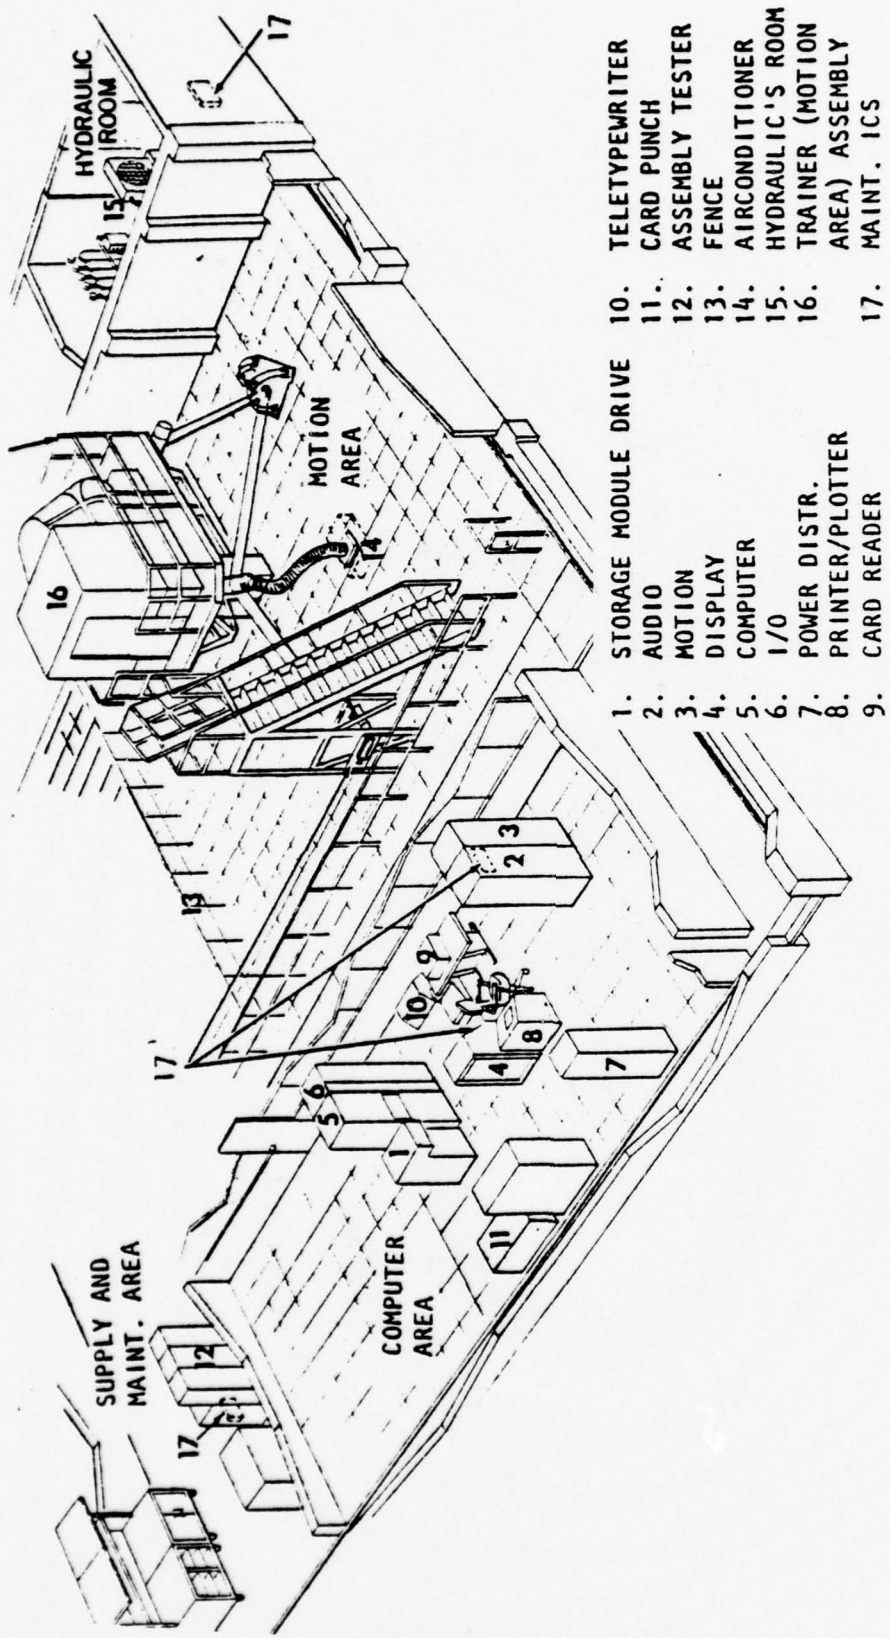 SUPPLY AND
MAINT. AREA
17
12
COMPUTER
AREA
11
1
5
6
17
4
8
7
10
9
2
3
13
16
MOTION
AREA
14
15
HYDRAULIC
ROOM
17
1. STORAGE MODULE DRIVE
2. AUDIO
3. MOTION
4. DISPLAY
5. COMPUTER
6. I/O
7. POWER DISTR.
8. PRINTER/PLOTTER
9. CARD READER
10. TELETYPEWRITER
11. CARD PUNCH
12. ASSEMBLY TESTER
13. FENCE
14. AIRCONDITIONER
15. HYDRAULIC'S ROOM
16. TRAINER (MOTION
AREA) ASSEMBLY
17. MAINT. ICS